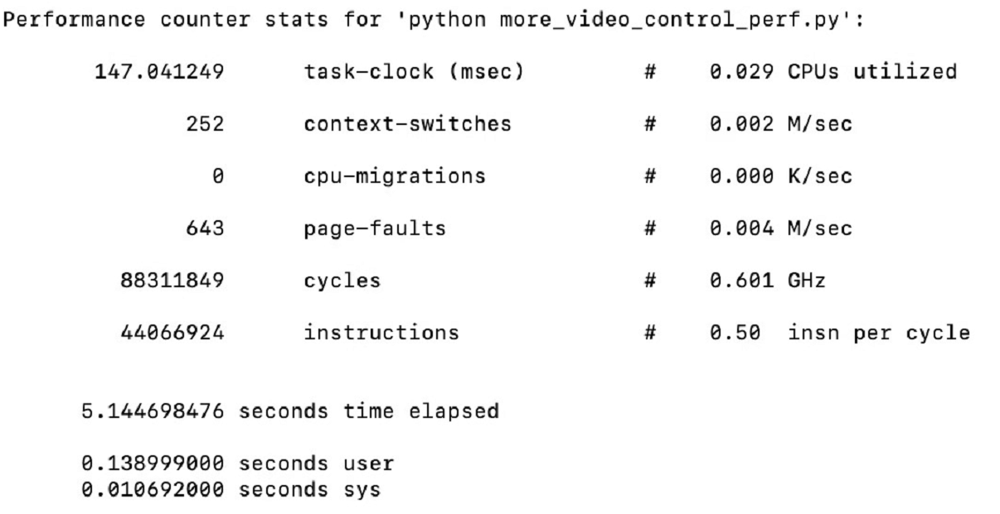 Performance counter stats for 'python more_video_control_perf.py':
147.041249 task-clock (msec) # 0.029 CPUs utilized
252 context-switches # 0.002 M/sec
0 cpu-migrations # 0.000 K/sec
643 page-faults # 0.004 M/sec
88311849 cycles # 0.601 GHz
44066924 instructions # 0.50 insn per cycle
5.144698476 seconds time elapsed
0.138999000 seconds user
0.010692000 seconds sys